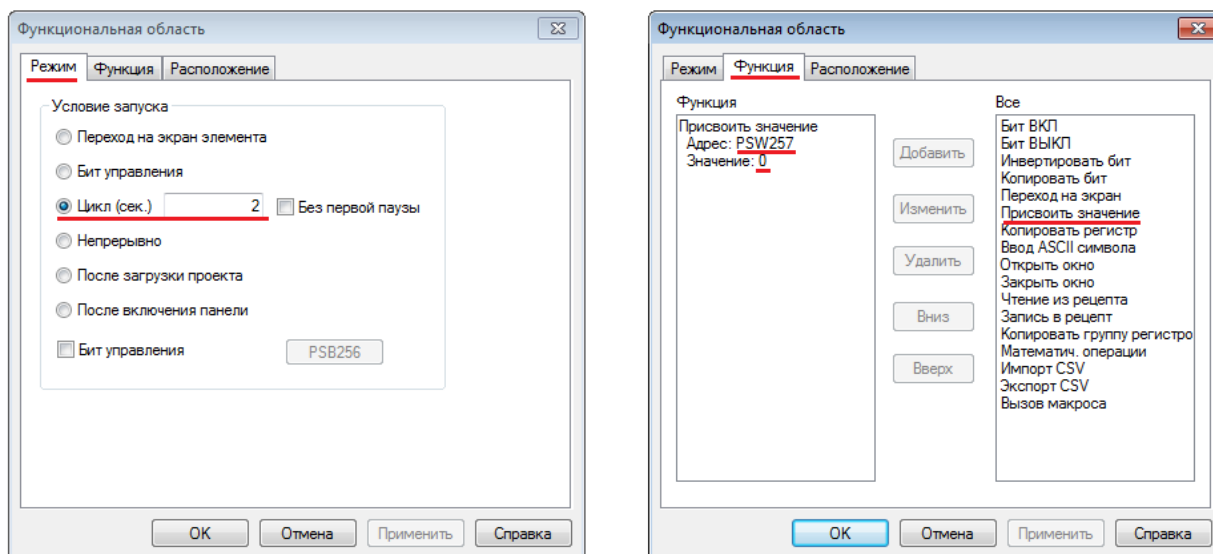 Функциональная область
Режим Функция Расположение
Условие запуска
Переход на экран элемента
Бит управления
Цикл (сек.) 2 Без первой паузы
Непрерывно
После загрузки проекта
После включения панели
Бит управления PSB256
OK Отмена Применить Справка
Функциональная область
Режим Функция Расположение
Функция
Присвоить значение
Адрес: PSW257
Значение: 0
Добавить
Изменить
Удалить
Вниз
Вверх
Все
Бит ВКЛ
Бит ВЫКЛ
Инвертировать бит
Копировать бит
Переход на экран
Присвоить значение
Копировать регистр
Ввод ASCII символа
Открыть окно
Закрыть окно
Чтение из рецепта
Запись в рецепт
Копировать группу регистро
Математич. операции
Импорт CSV
Экспорт CSV
Вызов макроса
OK Отмена Применить Справка